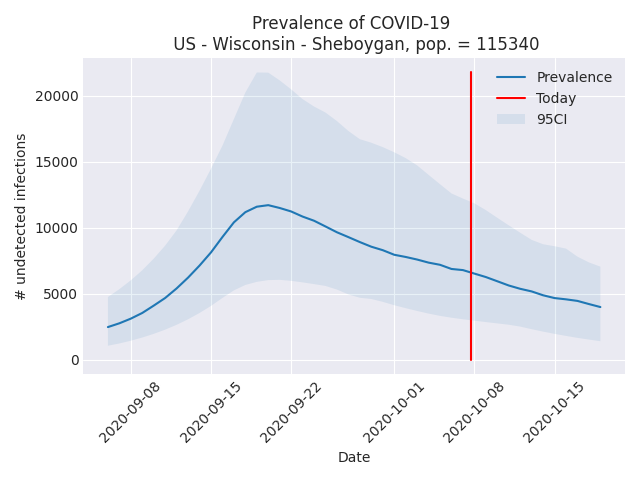 Prevalence of COVID-19
US - Wisconsin - Sheboygan, pop. = 115340
Prevalence
Today
95CI
20000
15000
10000
5000
0
# undetected infections
2020-09-08
2020-09-15
2020-09-22
2020-10-01
2020-10-08
2020-10-15
Date